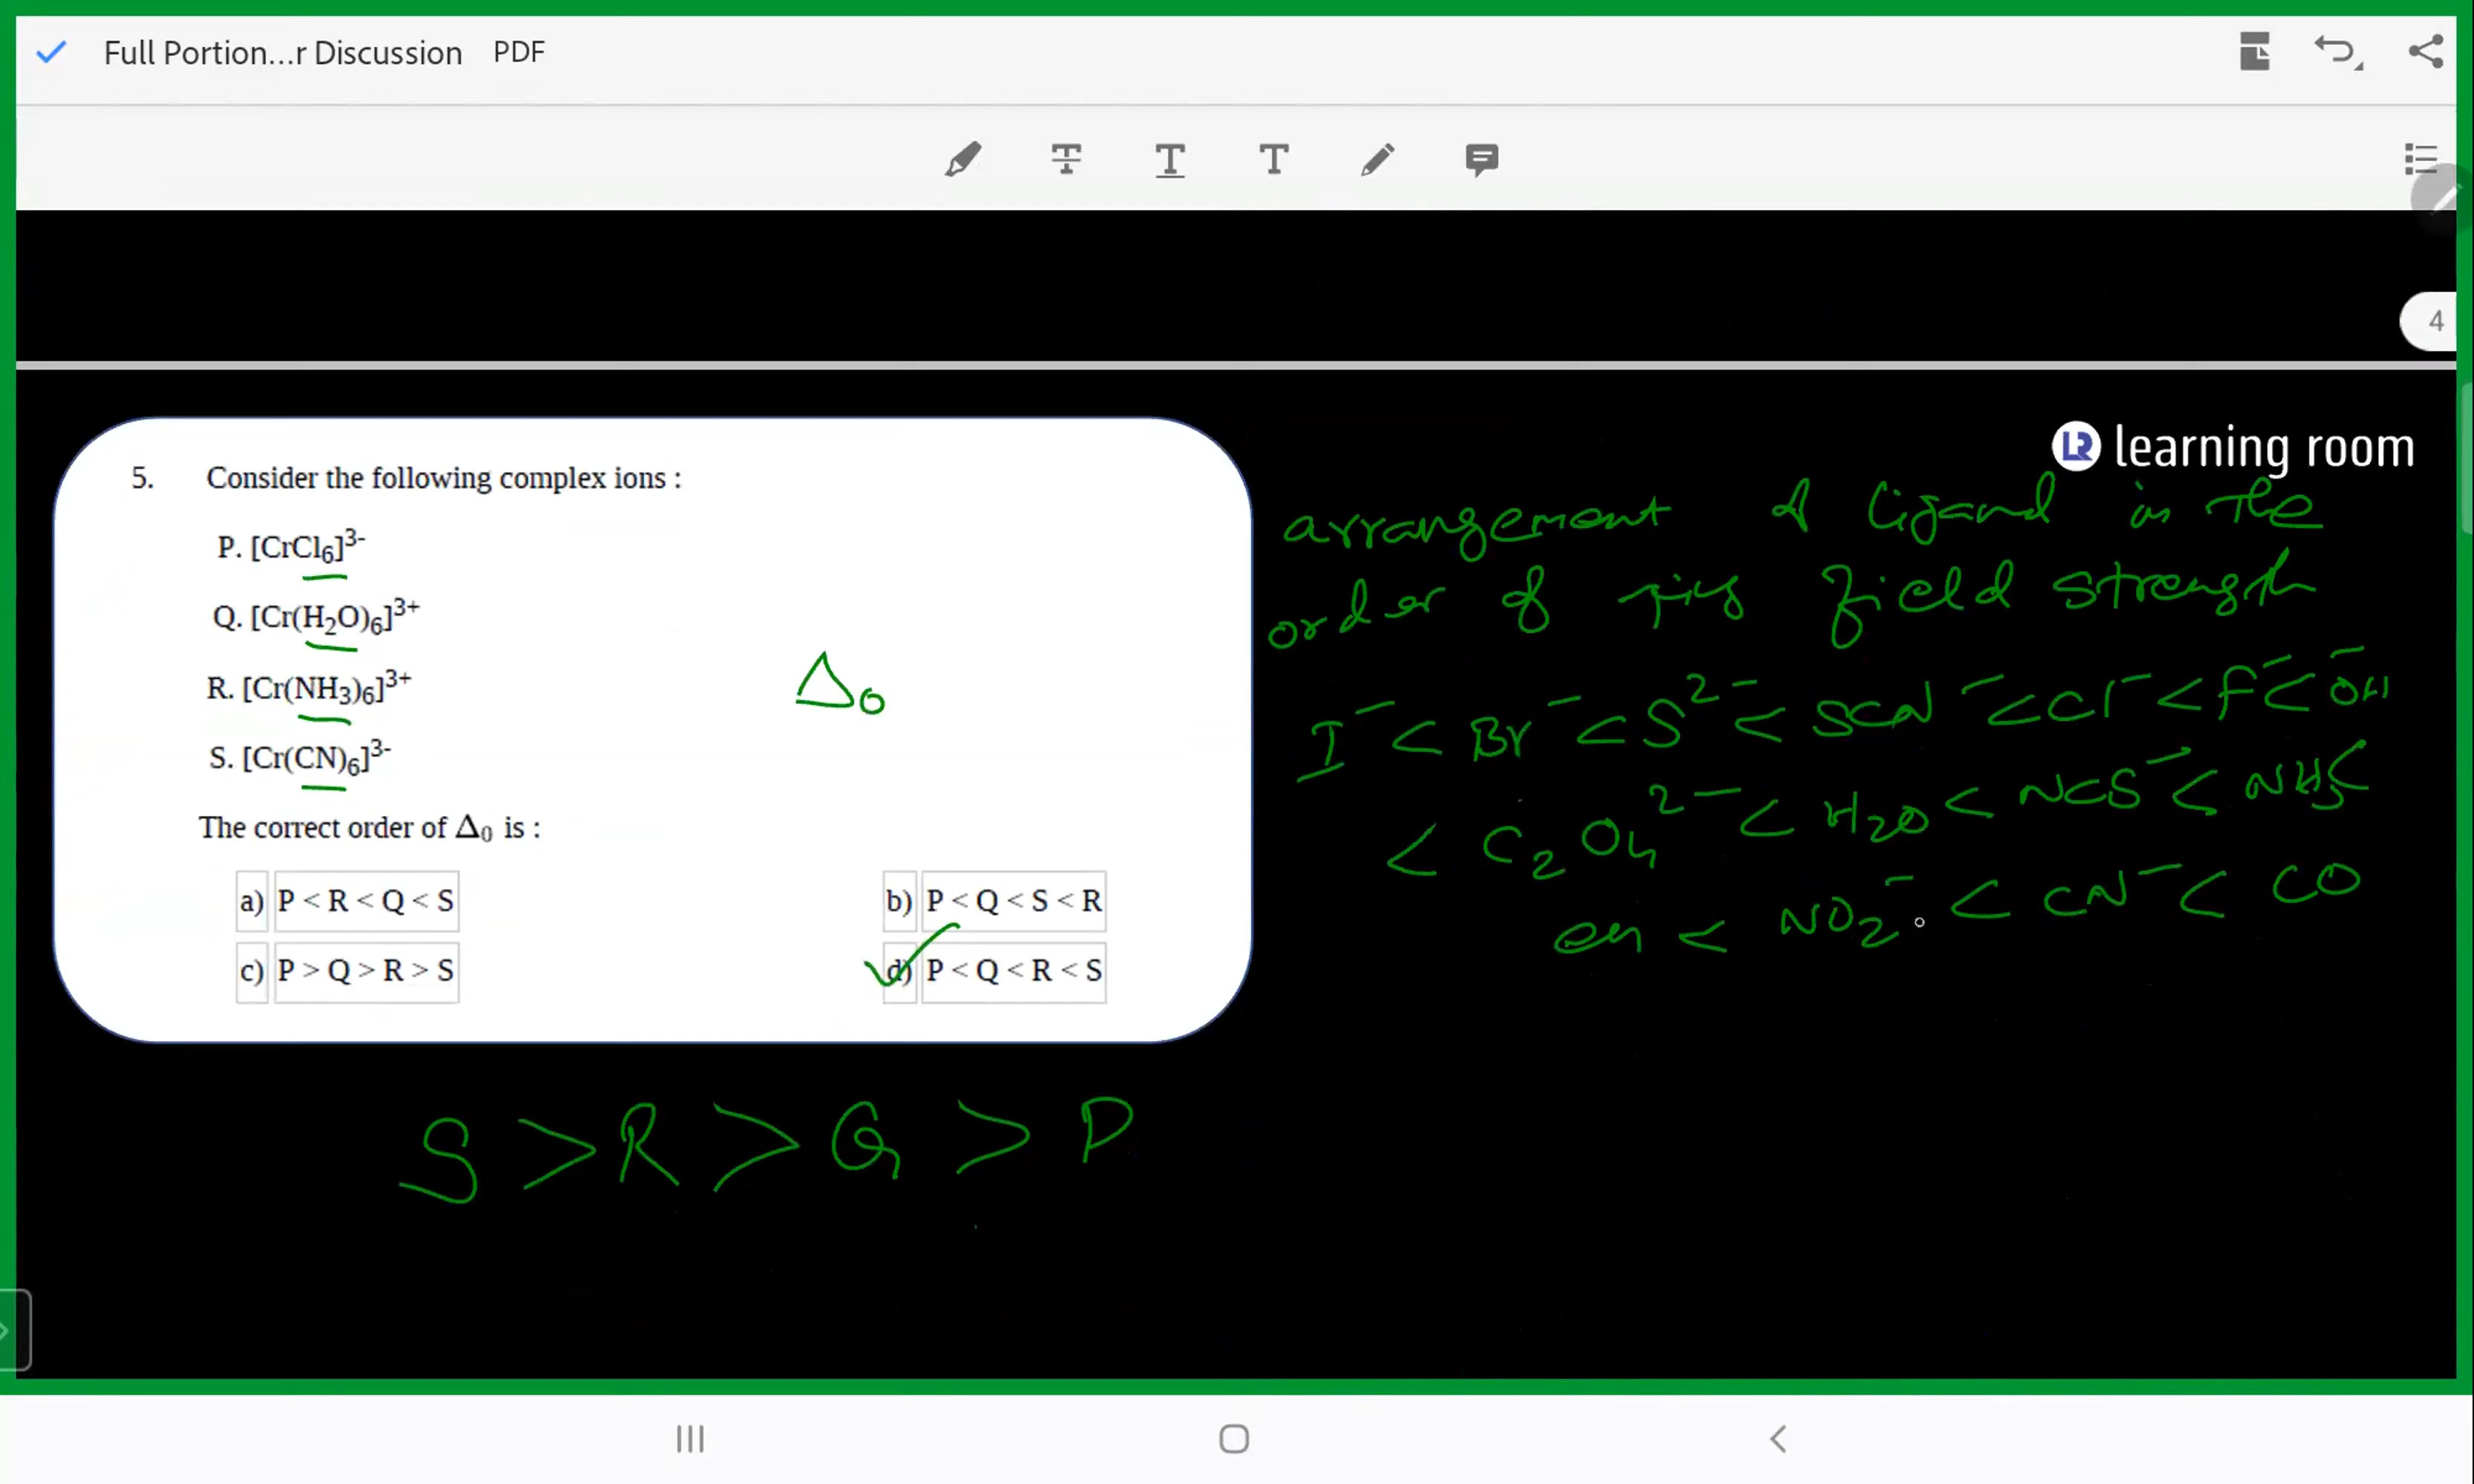 Full Portion...r Discussion PDF
4
learning room
5. Consider the following complex ions :
P. [CrCl₆]³⁻
Q. [Cr(H₂O)₆]³⁺
R. [Cr(NH₃)₆]³⁺
S. [Cr(CN)₆]³⁻
The correct order of Δ₀ is :
a) P < R < Q < S
b) P < Q < S < R
c) P > Q > R > S
d) P < Q < R < S
Δ₀
arrangement of ligand in the
order of field strength
I⁻ < Br⁻ < S²⁻ < SCN⁻ < Cl⁻ < F⁻ < OH⁻
< C₂O₄²⁻ < H₂O < NCS⁻ < NH₃ <
en < NO₂⁻ < CN⁻ < CO
S > R > Q > P